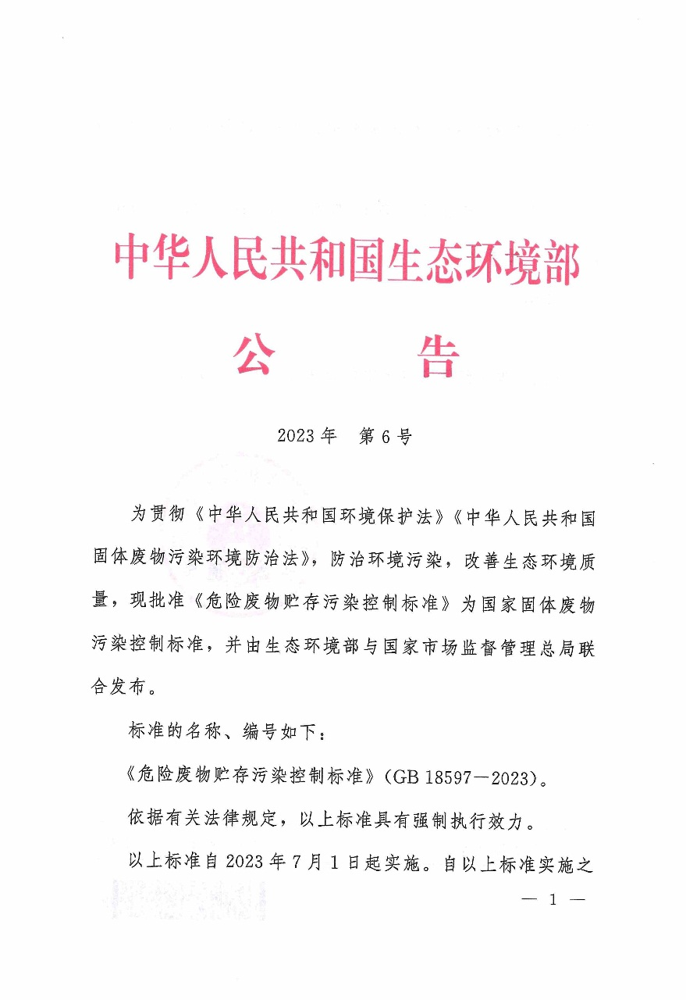 中华人民共和国生态环境部
公 告
2023年 第6号
为贯彻《中华人民共和国环境保护法》《中华人民共和国
固体废物污染环境防治法》，防治环境污染，改善生态环境质
量，现批准《危险废物贮存污染控制标准》为国家固体废物
污染控制标准，并由生态环境部与国家市场监督管理总局联
合发布。
标准的名称、编号如下：
《危险废物贮存污染控制标准》（GB 18597—2023）。
依据有关法律规定，以上标准具有强制执行效力。
以上标准自2023年7月1日起实施。自以上标准实施之
— 1 —